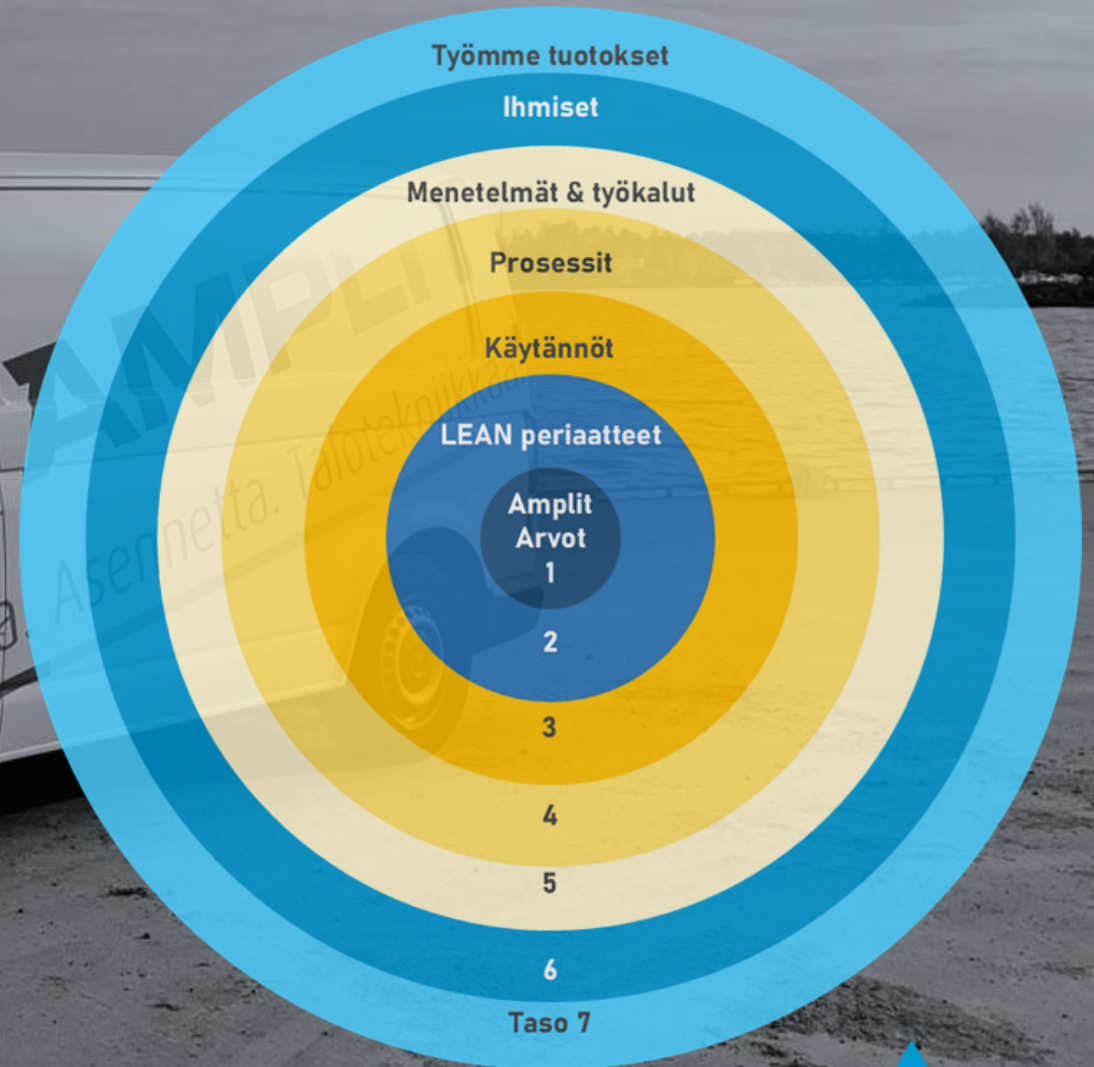 Työmme tuotokset
Ihmiset
Menetelmät & työkalut
Prosessit
Käytännöt
LEAN periaatteet
Amplit
Arvot
1
2
3
4
5
6
Taso 7
AMPLIT
Asennetta. Talotekniikkaa